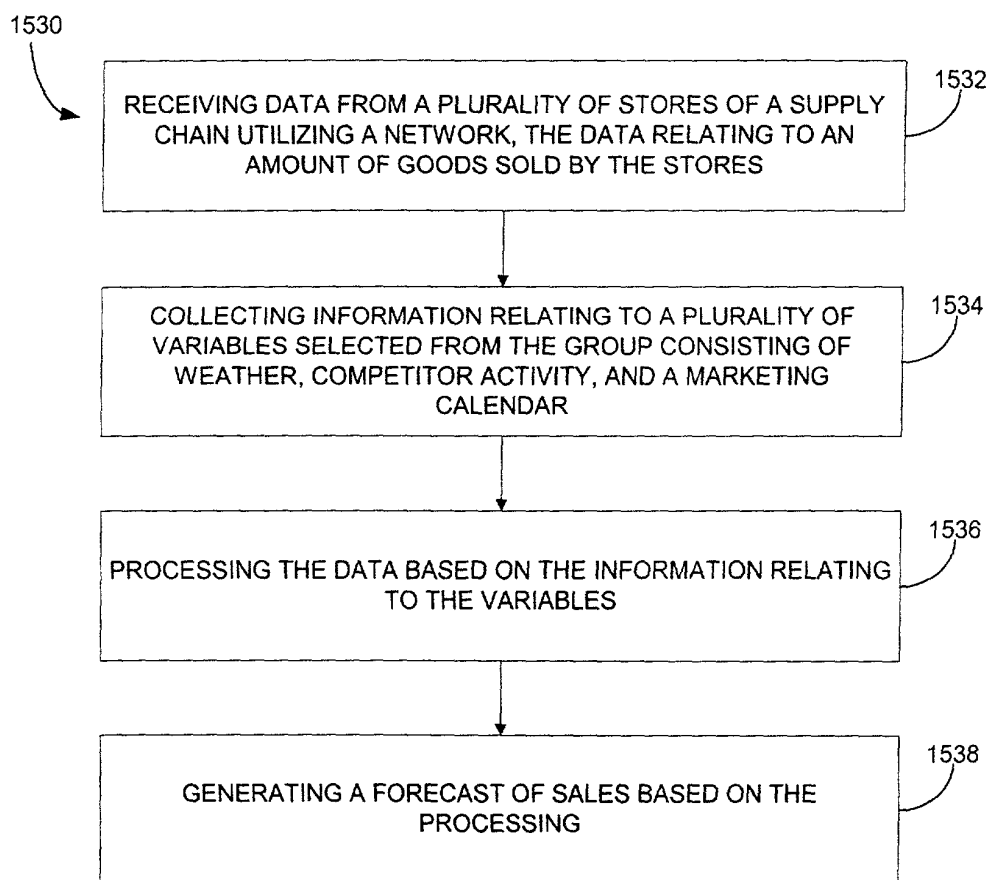 1530
1532
RECEIVING DATA FROM A PLURALITY OF STORES OF A SUPPLY
CHAIN UTILIZING A NETWORK, THE DATA RELATING TO AN
AMOUNT OF GOODS SOLD BY THE STORES
1534
COLLECTING INFORMATION RELATING TO A PLURALITY OF
VARIABLES SELECTED FROM THE GROUP CONSISTING OF
WEATHER, COMPETITOR ACTIVITY, AND A MARKETING
CALENDAR
1536
PROCESSING THE DATA BASED ON THE INFORMATION RELATING
TO THE VARIABLES
1538
GENERATING A FORECAST OF SALES BASED ON THE
PROCESSING